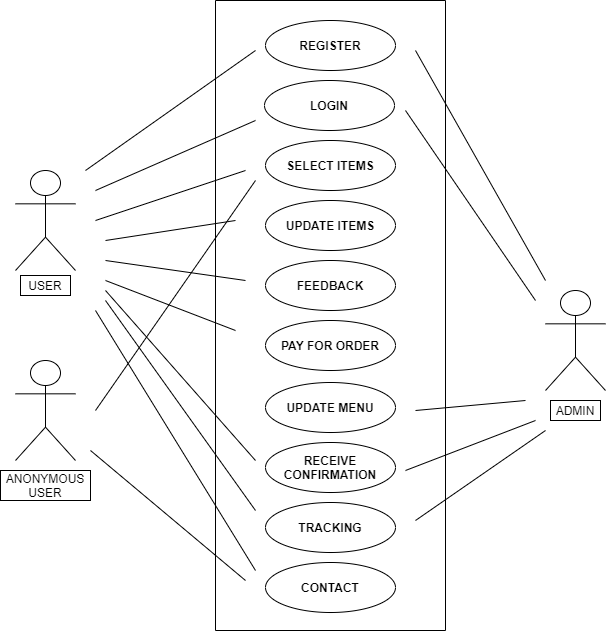 REGISTER
LOGIN
SELECT ITEMS
UPDATE ITEMS
USER
FEEDBACK
PAY FOR ORDER
UPDATE MENU
ADMIN
RECEIVE
CONFIRMATION
ANONYMOUS
USER
TRACKING
CONTACT